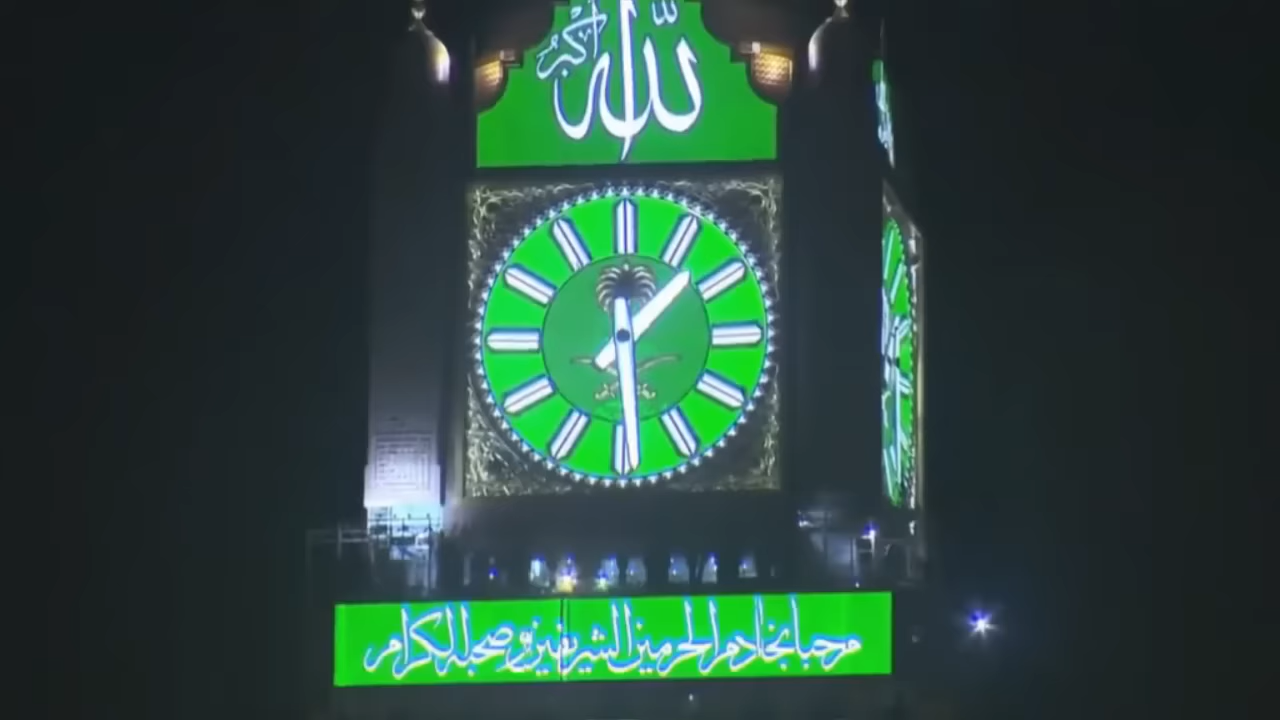 الله أكبر
مرحبا بخادم الحرمين الشريفين وصحبه الكرام